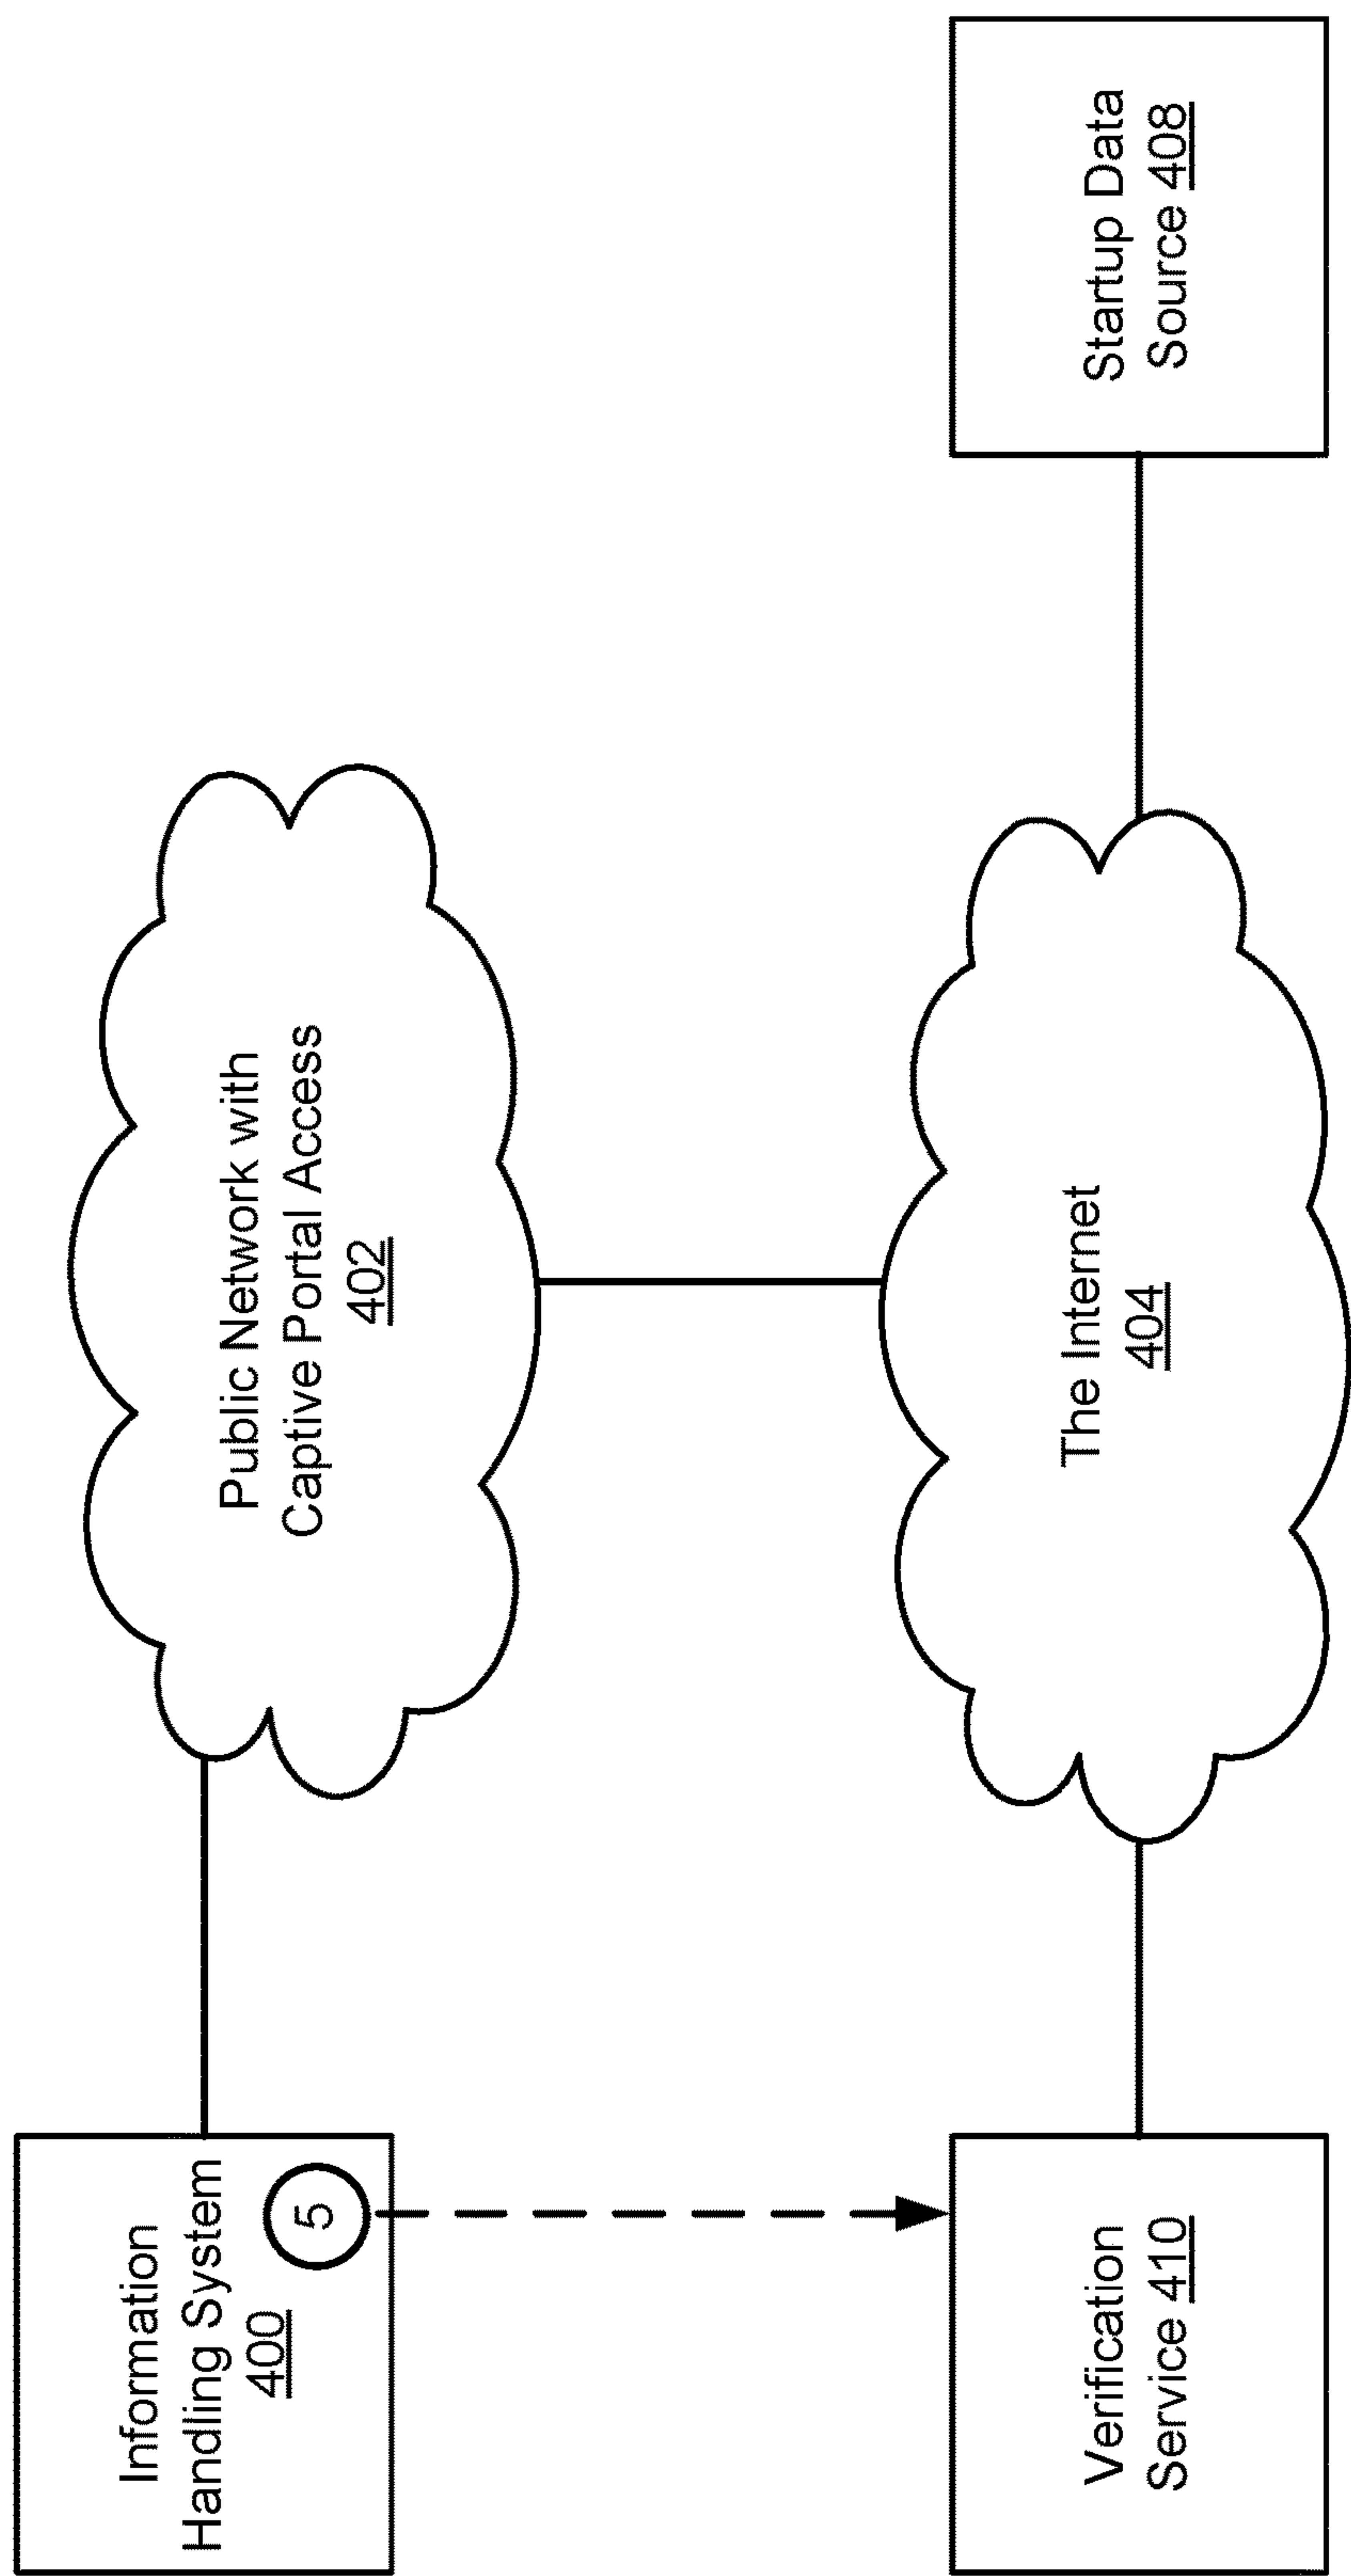 Information
Handling System
400
5
Public Network with
Captive Portal Access
402
Verification
Service 410
The Internet
404
Startup Data
Source 408